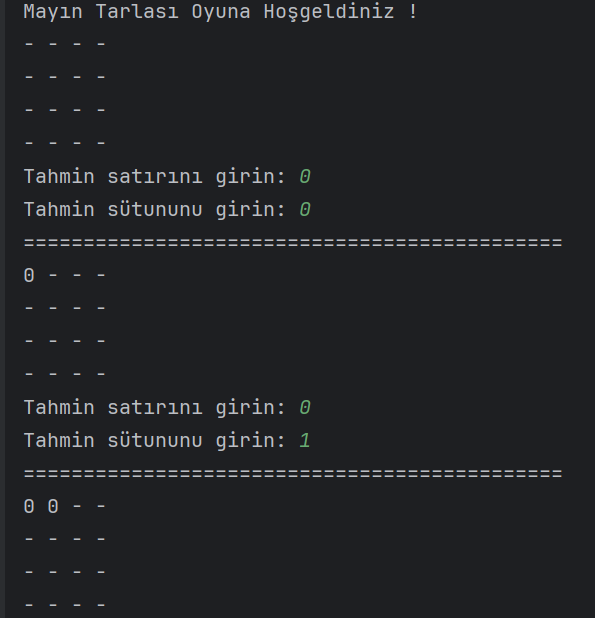 Mayın Tarlası Oyuna Hoşgeldiniz !
- - - -
- - - -
- - - -
- - - -
Tahmin satırını girin: 0
Tahmin sütununu girin: 0
=============================================
0 - - -
- - - -
- - - -
- - - -
Tahmin satırını girin: 0
Tahmin sütununu girin: 1
=============================================
0 0 - -
- - - -
- - - -
- - - -